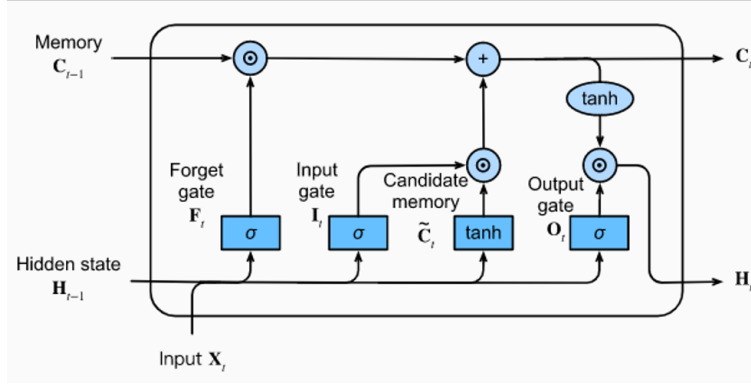 Memory
C_{t-1}
C_t
tanh
+
Forget
gate
F_t
Input
gate
I_t
Candidate
memory
C̃_t
Output
gate
O_t
σ
σ
tanh
σ
Hidden state
H_{t-1}
H_t
Input X_t